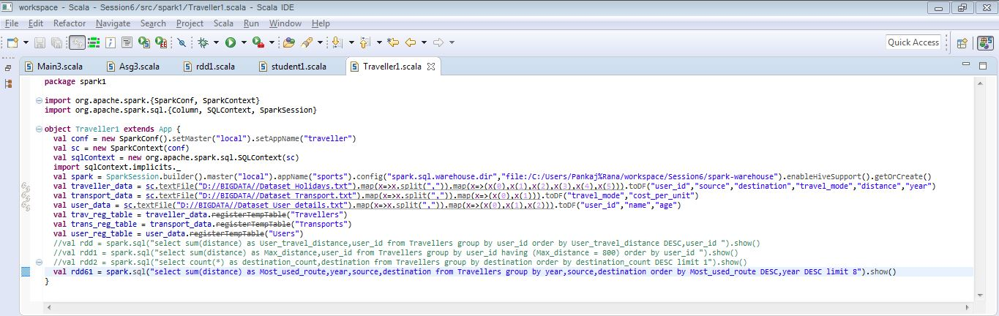 workspace - Scala - Session6/src/spark1/Traveller1.scala - Scala IDE
File Edit Refactor Navigate Search Project Scala Run Window Help
Quick Access
Main3.scala Asg3.scala rdd1.scala student1.scala Traveller1.scala
package spark1
import org.apache.spark.{SparkConf, SparkContext}
import org.apache.spark.sql.{Column, SQLContext, SparkSession}
object Traveller1 extends App {
val conf = new SparkConf().setMaster("local").setAppName("traveller")
val sc = new SparkContext(conf)
val sqlContext = new org.apache.spark.sql.SQLContext(sc)
import sqlContext.implicits._
val spark = SparkSession.builder().master("local").appName("sports").config("spark.sql.warehouse.dir","file:/C:/Users/Pankaj%Rana/workspace/Session6/spark-warehouse").enableHiveSupport().getOrCreate()
val traveller_data = sc.textFile("D://BIGDATA//Dataset_Holidays.txt").map(x=>x.split(",")).map(x=>(x(0),x(1),x(2),x(3),x(4),x(5))).toDF("user_id","source","destination","travel_mode","distance","year")
val transport_data = sc.textFile("D://BIGDATA//Dataset_Transport.txt").map(x=>x.split(",")).map(x=>(x(0),x(1))).toDF("travel_mode","cost_per_unit")
val user_data = sc.textFile("D://BIGDATA//Dataset_User_details.txt").map(x=>x.split(",")).map(x=>(x(0),x(1),x(2))).toDF("user_id","name","age")
val trav_reg_table = traveller_data.registerTempTable("Travellers")
val trans_reg_table = transport_data.registerTempTable("Transports")
val user_reg_table = user_data.registerTempTable("Users")
//val rdd = spark.sql("select sum(distance) as User_travel_distance,user_id from Travellers group by user_id order by User_travel_distance DESC,user_id ").show()
//val rdd1 = spark.sql("select sum(distance) as Max_distance,user_id from Travellers group by user_id having (Max_distance = 800) order by user_id ").show()
//val rdd2 = spark.sql("select count(*) as destination_count,destination from Travellers group by destination order by destination_count DESC limit 1").show()
val rdd61 = spark.sql("select sum(distance) as Most_used_route,year,source,destination from Travellers group by year,source,destination order by Most_used_route DESC,year DESC limit 8").show()
}